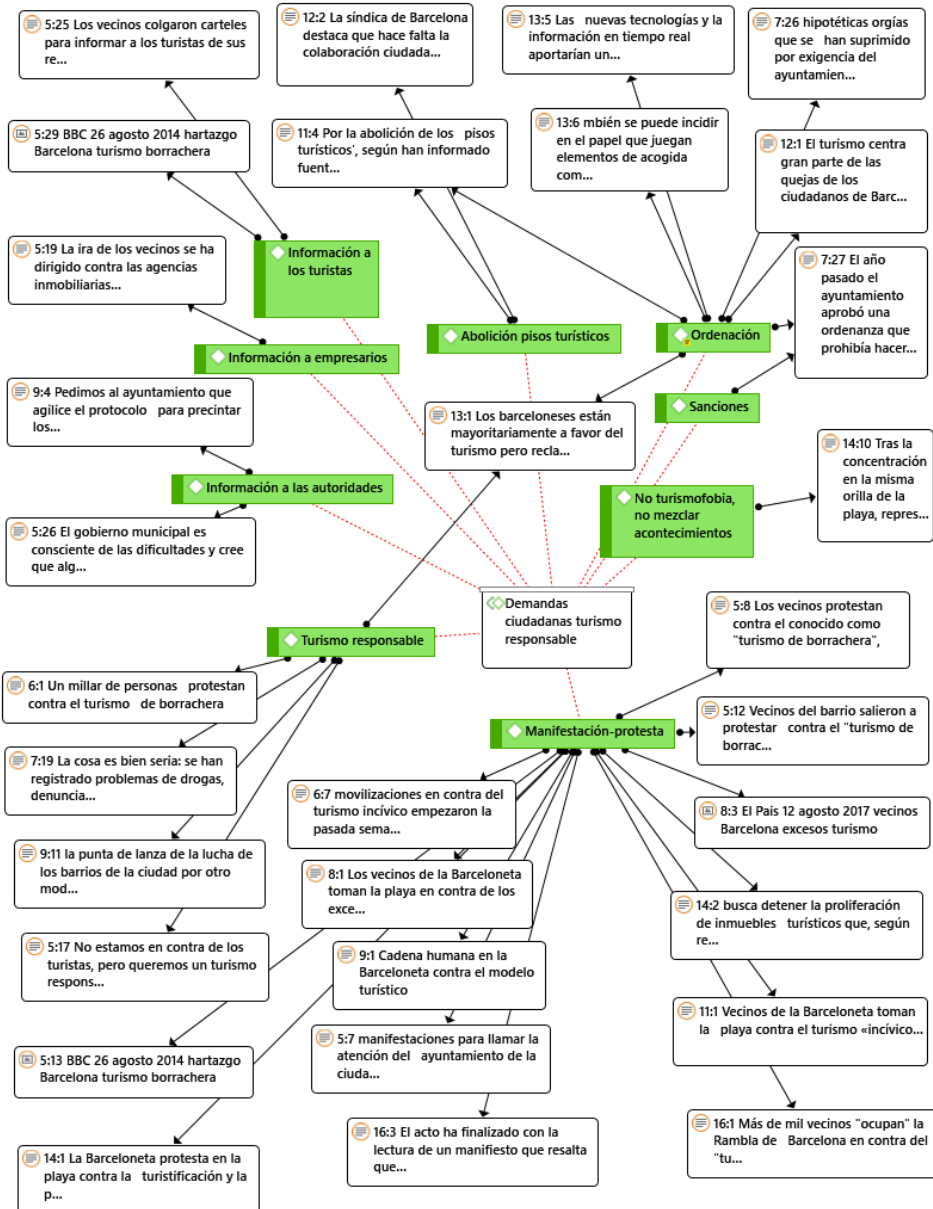 5:25 Los vecinos colgaron carteles
para informar a los turistas de sus
re...
12:2 La síndica de Barcelona
destaca que hace falta la
colaboración ciudada...
13:5 Las nuevas tecnologías y la
información en tiempo real
aportarían un...
7:26 hipotéticas orgías
que se han suprimido
por exigencia del
ayuntamien...
5:29 BBC 26 agosto 2014 hartazgo
Barcelona turismo borrachera
11:4 Por la abolición de los pisos
turísticos', según han informado
fuent...
13:6 mbién se puede incidir
en el papel que juegan
elementos de acogida
com...
12:1 El turismo centra
gran parte de las
quejas de los
ciudadanos de Barc...
5:19 La ira de los vecinos se ha
dirigido contra las agencias
inmobiliarias...
Información a
los turistas
7:27 El año
pasado el
ayuntamiento
aprobó una
ordenanza que
prohibía hacer...
Información a empresarios
Abolición pisos turísticos
Ordenación
9:4 Pedimos al ayuntamiento que
agilice el protocolo para precintar
los...
13:1 Los barceloneses están
mayoritariamente a favor del
turismo pero recla...
Sanciones
14:10 Tras la
concentración
en la misma
orilla de la
playa, repres...
Información a las autoridades
No turismofobia,
no mezclar
acontecimientos
5:26 El gobierno municipal es
consciente de las dificultades y cree
que alg...
Demandas
ciudadanas turismo
responsable
5:8 Los vecinos protestan
contra el conocido como
"turismo de borrachera",
Turismo responsable
6:1 Un millar de personas protestan
contra el turismo de borrachera
5:12 Vecinos del barrio salieron a
protestar contra el "turismo de
borrac...
Manifestación-protesta
7:19 La cosa es bien seria: se han
registrado problemas de drogas,
denuncia...
6:7 movilizaciones en contra del
turismo incívico empezaron la
pasada sema...
8:3 El Pais 12 agosto 2017 vecinos
Barcelona excesos turismo
9:11 la punta de lanza de la lucha de
los barrios de la ciudad por otro
mod...
8:1 Los vecinos de la Barceloneta
toman la playa en contra de los
exce...
14:2 busca detener la proliferación
de inmuebles turísticos que, según
re...
5:17 No estamos en contra de los
turistas, pero queremos un turismo
respons...
9:1 Cadena humana en la
Barceloneta contra el modelo
turístico
11:1 Vecinos de la Barceloneta toman
la playa contra el turismo «incívico...
5:13 BBC 26 agosto 2014 hartazgo
Barcelona turismo borrachera
5:7 manifestaciones para llamar la
atención del ayuntamiento de la
ciuda...
16:3 El acto ha finalizado con la
lectura de un manifiesto que resalta
que...
16:1 Más de mil vecinos "ocupan" la
Rambla de Barcelona en contra del
"tu...
14:1 La Barceloneta protesta en la
playa contra la turistificación y la
p...